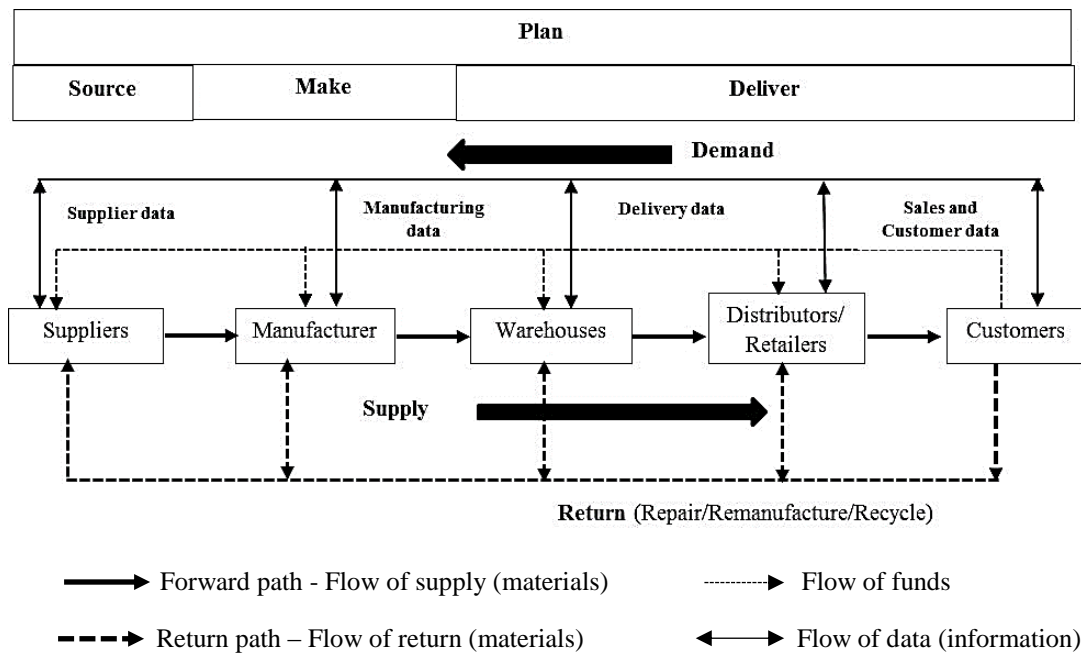 Plan
Source
Make
Deliver
Demand
Supplier data
Manufacturing
data
Delivery data
Sales and
Customer data
Suppliers
Manufacturer
Warehouses
Distributors/
Retailers
Customers
Supply
Return (Repair/Remanufacture/Recycle)
Forward path - Flow of supply (materials)
Flow of funds
Return path – Flow of return (materials)
Flow of data (information)